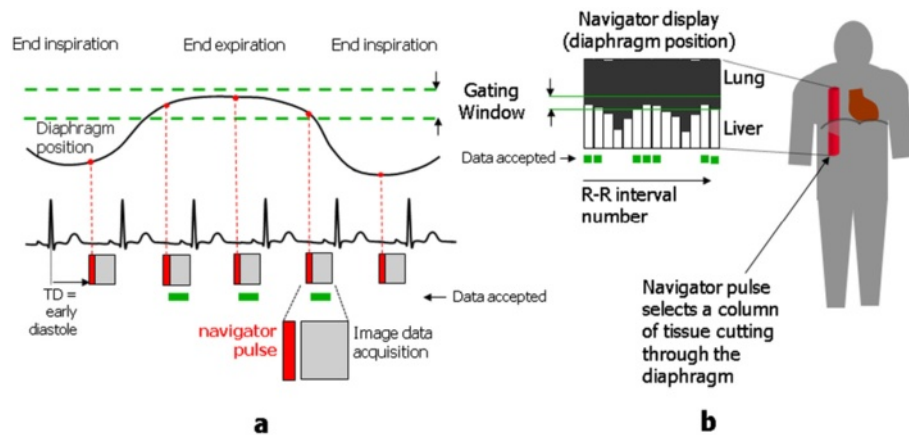 End inspiration
End expiration
End inspiration
Diaphragm
position
TD =
early
diastole
Data accepted
navigator
pulse
Image data
acquisition
a
b
Navigator display
(diaphragm position)
Lung
Gating
Window
Liver
Data accepted
R-R interval
number
Navigator pulse
selects a column
of tissue cutting
through the
diaphragm